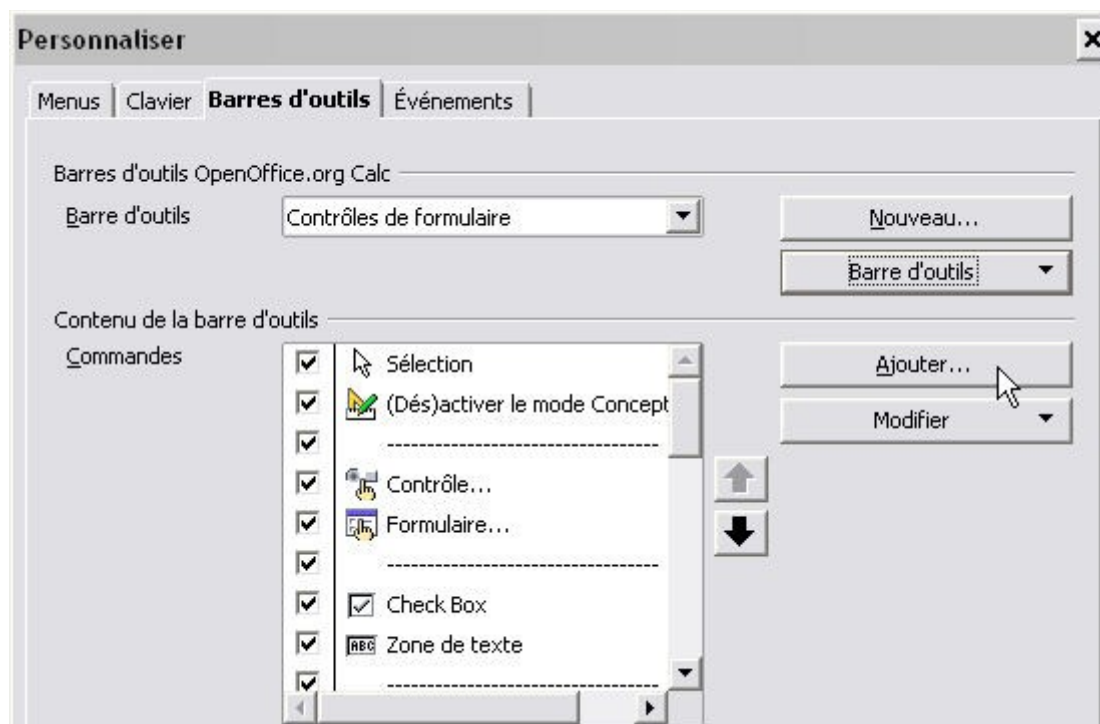 Personnaliser
Menus Clavier Barres d'outils Événements
Barres d'outils OpenOffice.org Calc
Barre d'outils Contrôles de formulaire Nouveau...
Barre d'outils
Contenu de la barre d'outils
Commandes Sélection Ajouter...
(Dés)activer le mode Concept
Modifier
Contrôle...
Formulaire...
Check Box
ABC Zone de texte